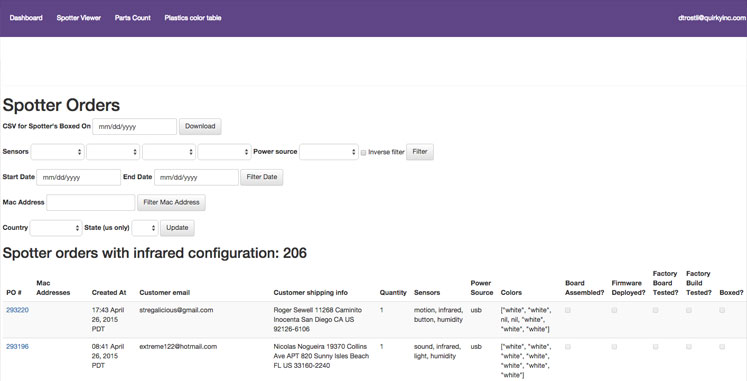 Dashboard Spotter Viewer Parts Count Plastics color table dtrostli@quirkyinc.com
Spotter Orders
CSV for Spotter's Boxed On mm/dd/yyyy Download
Sensors Power source Inverse filter Filter
Start Date mm/dd/yyyy End Date mm/dd/yyyy Filter Date
Mac Address Filter Mac Address
Country State (us only) Update
Spotter orders with infrared configuration: 206
PO # Mac Addresses Created At Customer email Customer shipping info Quantity Sensors Power Source Colors Board Assembled? Firmware Deployed? Factory Board Tested? Factory Build Tested? Boxed?
293220 17:43 April 26, 2015 PDT stregalicious@gmail.com Roger Sewell 11268 Caminito Inocenta San Diego CA US 92126-6106 1 motion, infrared, button, humidity usb ["white", "white", nil, nil, "white", "white", "white"]
293196 08:41 April 26, 2015 PDT extreme122@hotmail.com Nicolas Nogueira 19370 Collins Ave APT 820 Sunny Isles Beach FL US 33160-2240 1 sound, infrared, light, humidity usb ["white", "white", "white", "white", "white", "white", "white"]